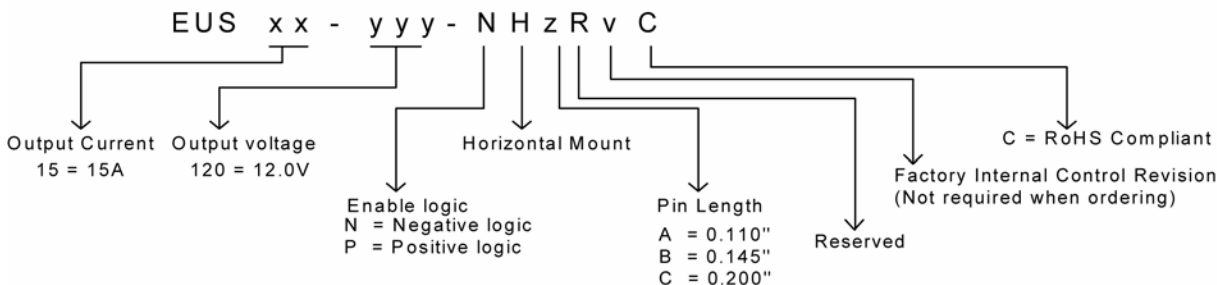 EUS xx - yyy - N H z R v C
Output Current
15 = 15A
Output voltage
120 = 12.0V
Enable logic
N = Negative logic
P = Positive logic
Horizontal Mount
Pin Length
A = 0.110"
B = 0.145"
C = 0.200"
Reserved
Factory Internal Control Revision
(Not required when ordering)
C = RoHS Compliant